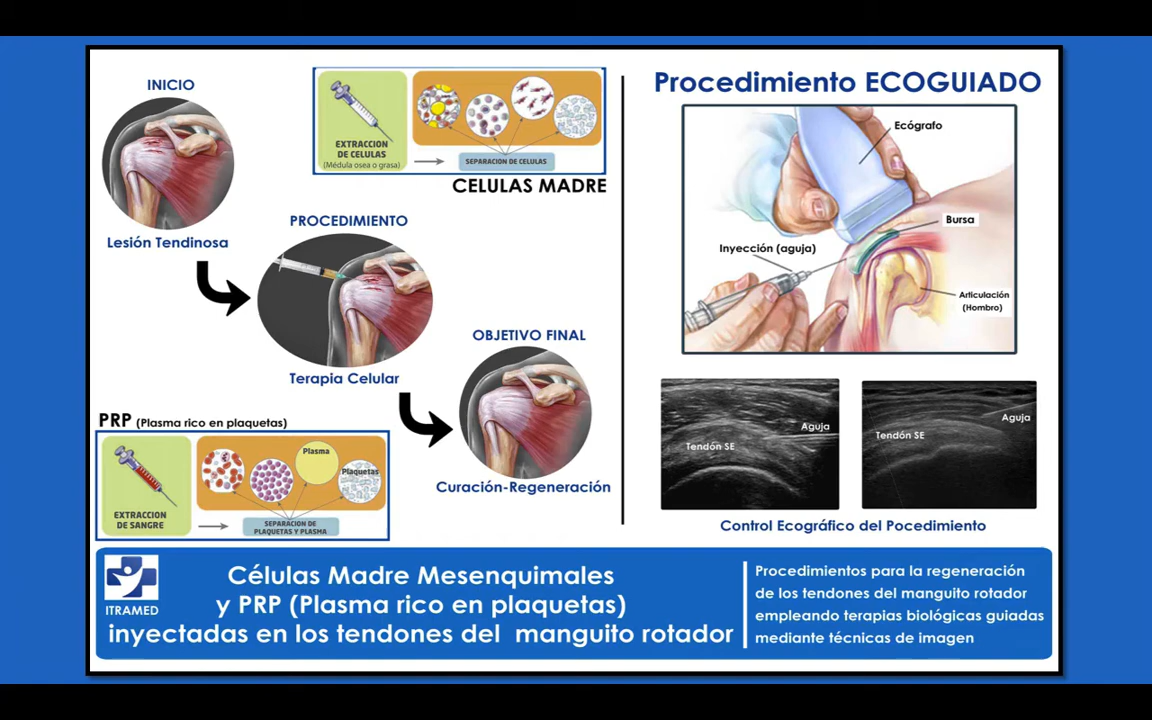 INICIO
Lesión Tendinosa
EXTRACCION
DE CELULAS
(Médula osea o grasa)
SEPARACION DE CELULAS
CELULAS MADRE
PROCEDIMIENTO
Terapia Celular
OBJETIVO FINAL
Curación-Regeneración
PRP (Plasma rico en plaquetas)
EXTRACCION
DE SANGRE
Plasma
Plaquetas
SEPARACION DE
PLAQUETAS Y PLASMA
Procedimiento ECOGUIADO
Ecógrafo
Bursa
Inyección (aguja)
Articulación
(Hombro)
Aguja
Tendón SE
Aguja
Tendón SE
Control Ecográfico del Pocedimiento
ITRAMED
Células Madre Mesenquimales
y PRP (Plasma rico en plaquetas)
inyectadas en los tendones del manguito rotador
Procedimientos para la regeneración
de los tendones del manguito rotador
empleando terapias biológicas guiadas
mediante técnicas de imagen